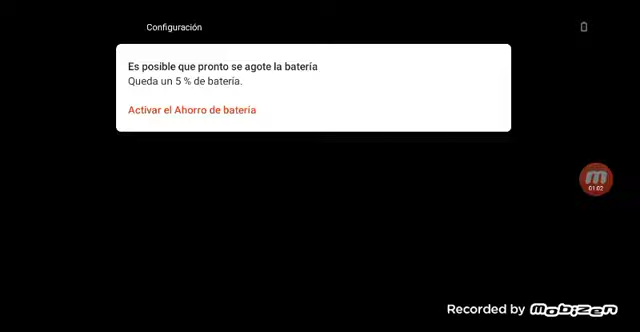 Configuración
Es posible que pronto se agote la batería
Queda un 5 % de batería.
Activar el Ahorro de batería
01:02
Recorded by mobizen